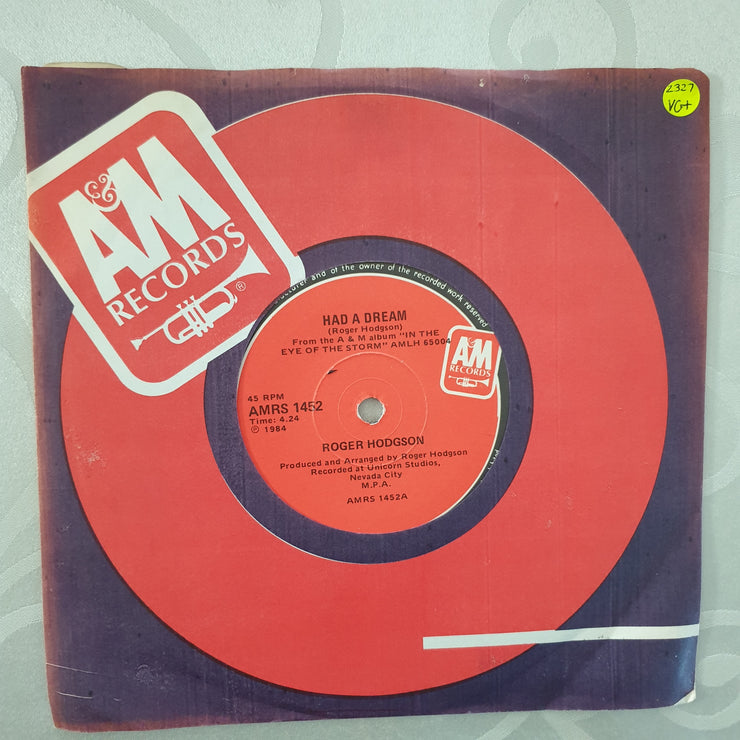 2327
VG+
A&M
RECORDS
®
cturer and of the owner of the recorded work reserved
HAD A DREAM
(Roger Hodgson)
From the A & M album "IN THE
EYE OF THE STORM" AMLH 65004
A&M
RECORDS
45 RPM
AMRS 1452
Time: 4.24
℗ 1984
ROGER HODGSON
Produced and Arranged by Roger Hodgson
Recorded at Unicorn Studios,
Nevada City
M.P.A.
AMRS 1452A